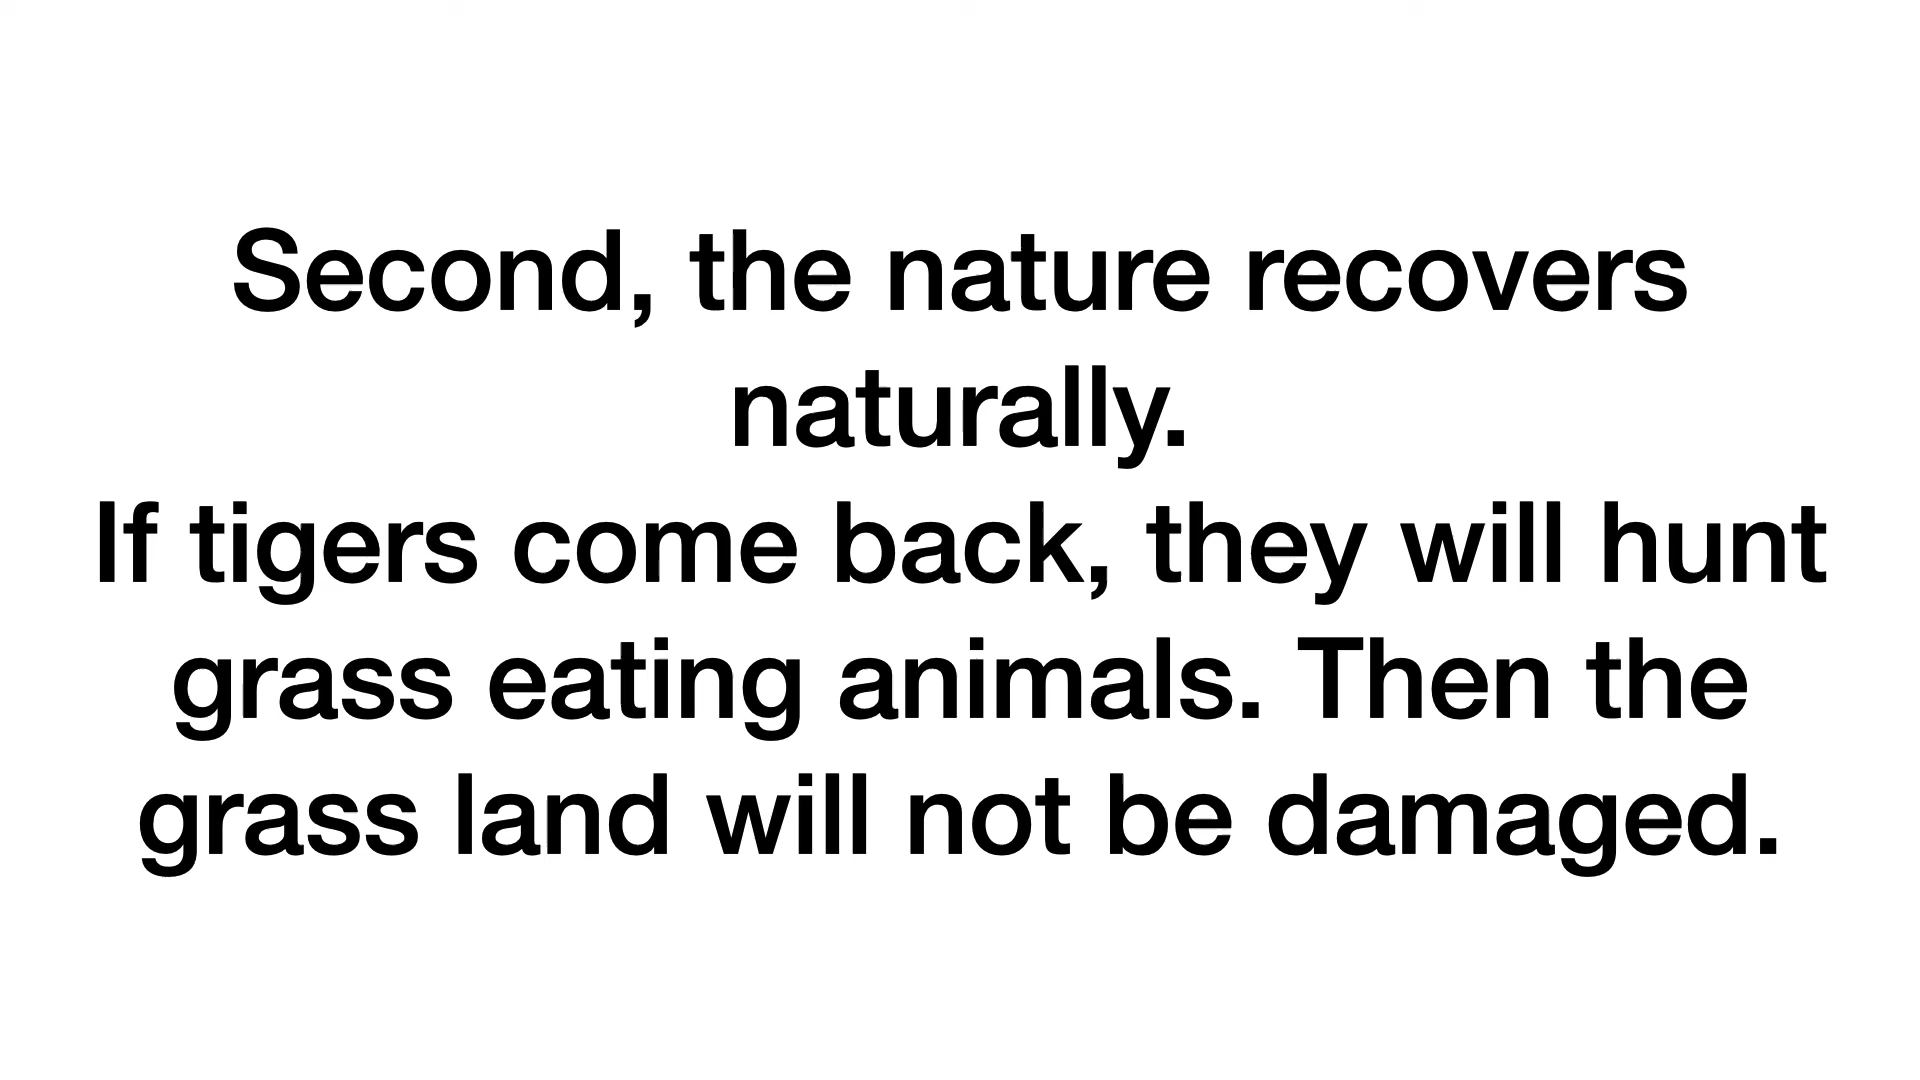 Second, the nature recovers
naturally.
If tigers come back, they will hunt
grass eating animals. Then the
grass land will not be damaged.